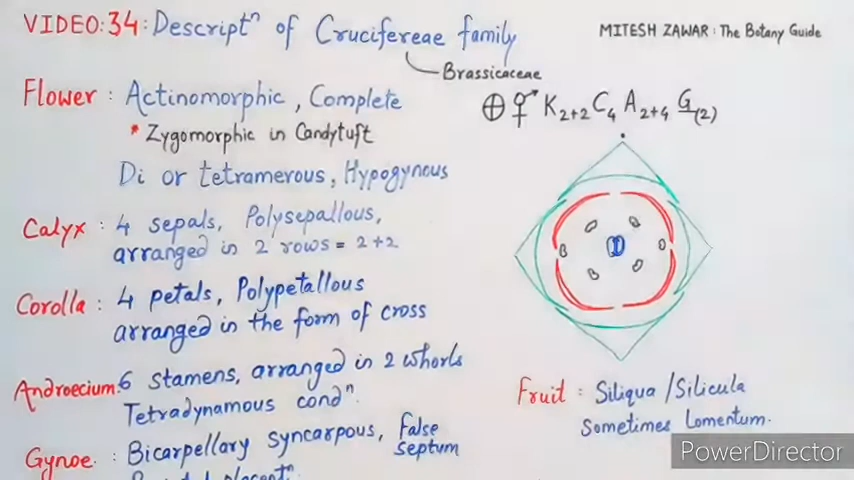 VIDEO: 34: Descriptⁿ of Cruciferae family
MITESH ZAWAR: The Botany Guide
Brassicaceae
Flower: Actinomorphic, Complete
* Zygomorphic in Candytuft
Di or tetramerous, Hypogynous
⊕ ⚥ K2+2 C4 A2+4 G(2)
Calyx: 4 sepals, Polysepallous,
arranged in 2 rows = 2+2
Corolla: 4 petals, Polypetallous
arranged in the form of cross
Androecium: 6 stamens, arranged in 2 whorls
Tetradynamous condⁿ.
Gynoe: Bicarpellary syncarpous, false
septum
Fruit: Siliqua/Silicula
Sometimes Lomentum.
PowerDirector